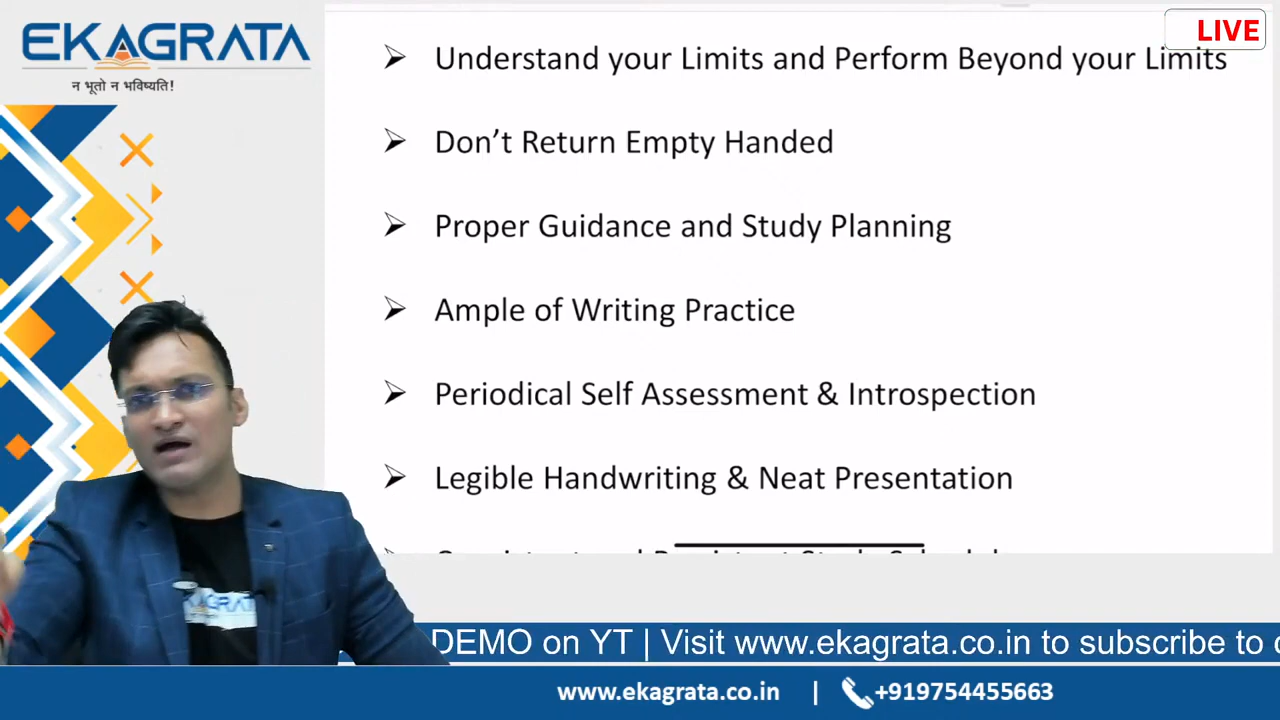 EKAGRATA
न भूतो न भविष्यति!
LIVE
➢ Understand your Limits and Perform Beyond your Limits
➢ Don’t Return Empty Handed
➢ Proper Guidance and Study Planning
➢ Ample of Writing Practice
➢ Periodical Self Assessment & Introspection
➢ Legible Handwriting & Neat Presentation
EKAGRATA
DEMO on YT | Visit www.ekagrata.co.in to subscribe to
www.ekagrata.co.in | +919754455663